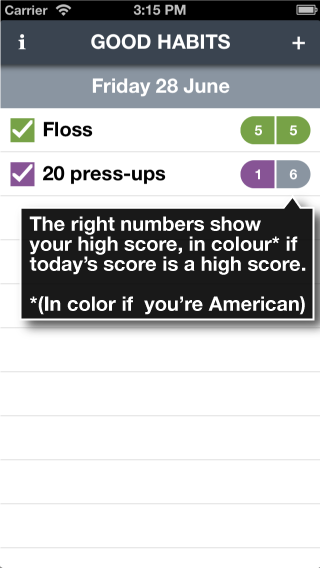 Carrier 3:15 PM
i GOOD HABITS +
Friday 28 June
Floss 5 5
20 press-ups 1 6
The right numbers show
your high score, in colour* if
today's score is a high score.
*(In color if you're American)